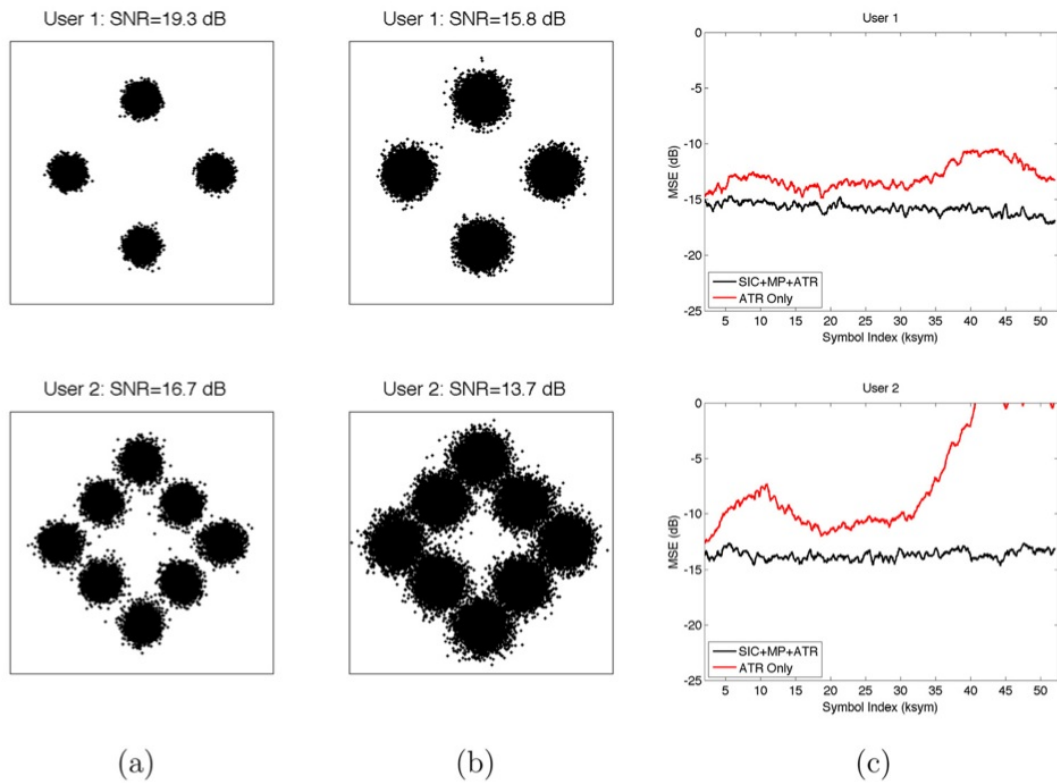 User 1: SNR=19.3 dB
User 1: SNR=15.8 dB
User 1
0
-5
-10
-15
-20
-25
MSE (dB)
SIC+MP+ATR
ATR Only
5 10 15 20 25 30 35 40 45 50
Symbol Index (ksym)
User 2: SNR=16.7 dB
User 2: SNR=13.7 dB
User 2
0
-5
-10
-15
-20
-25
MSE (dB)
SIC+MP+ATR
ATR Only
5 10 15 20 25 30 35 40 45 50
Symbol Index (ksym)
(a)
(b)
(c)